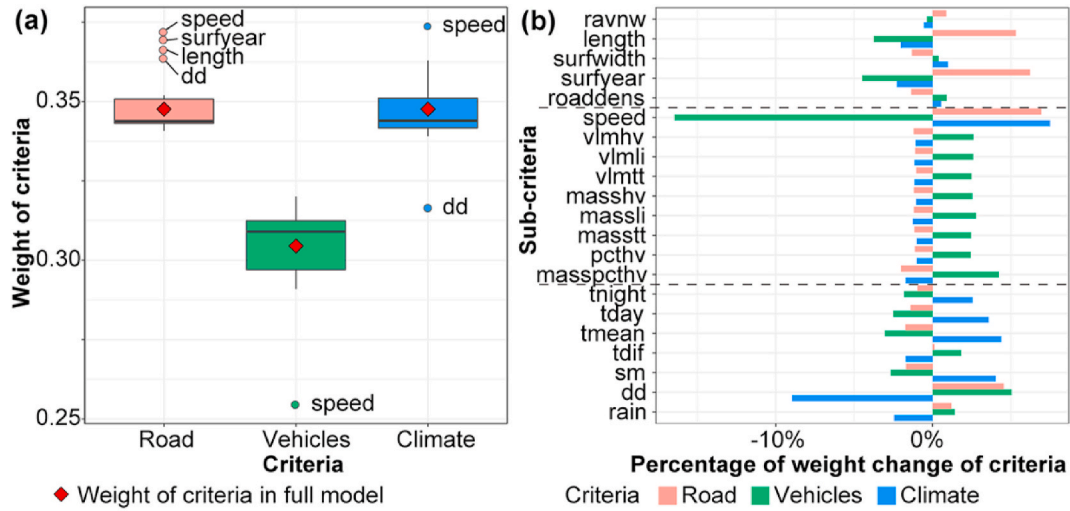 (a)
Weight of criteria
0.35
0.30
0.25
speed
surfyear
length
dd
speed
speed
dd
Road Vehicles Climate
Criteria
Weight of criteria in full model
(b)
Sub-criteria
ravnw
length
surfwidth
surfyear
roaddens
speed
vlmhv
vlmli
vlmtt
masshv
massli
masstt
pcthv
masspcthv
tnight
tday
tmean
tdif
sm
dd
rain
-10% 0%
Percentage of weight change of criteria
Criteria Road Vehicles Climate